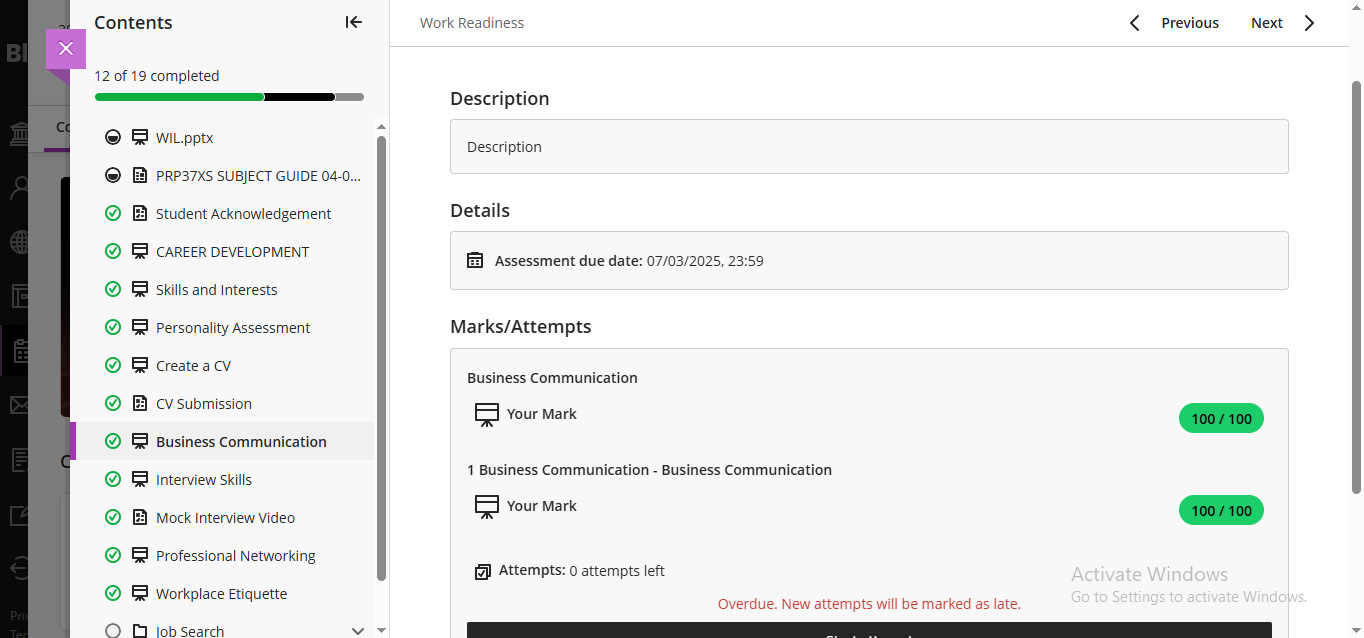 Contents
12 of 19 completed
WIL.pptx
PRP37XS SUBJECT GUIDE 04-0...
Student Acknowledgement
CAREER DEVELOPMENT
Skills and Interests
Personality Assessment
Create a CV
CV Submission
Business Communication
Interview Skills
Mock Interview Video
Professional Networking
Workplace Etiquette
Job Search
Work Readiness
Previous
Next
Description
Description
Details
Assessment due date: 07/03/2025, 23:59
Marks/Attempts
Business Communication
Your Mark
100 / 100
1 Business Communication - Business Communication
Your Mark
100 / 100
Attempts: 0 attempts left
Overdue. New attempts will be marked as late.
Activate Windows
Go to Settings to activate Windows.